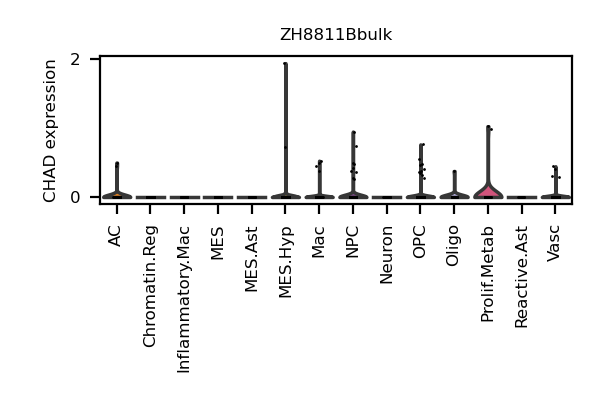 ZH8811Bbulk
CHAD expression
2
0
AC
Chromatin.Reg
Inflammatory.Mac
MES
MES.Ast
MES.Hyp
Mac
NPC
Neuron
OPC
Oligo
Prolif.Metab
Reactive.Ast
Vasc